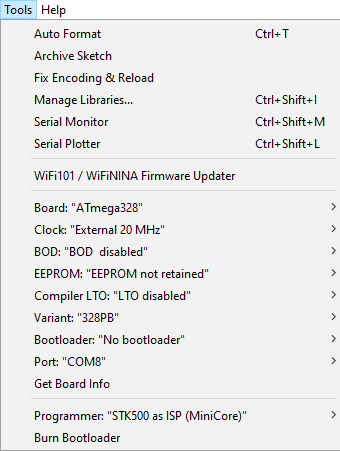 Tools Help
Auto Format Ctrl+T
Archive Sketch
Fix Encoding & Reload
Manage Libraries... Ctrl+Shift+I
Serial Monitor Ctrl+Shift+M
Serial Plotter Ctrl+Shift+L
WiFi101 / WiFiNINA Firmware Updater
Board: "ATmega328"
Clock: "External 20 MHz"
BOD: "BOD  disabled"
EEPROM: "EEPROM not retained"
Compiler LTO: "LTO disabled"
Variant: "328PB"
Bootloader: "No bootloader"
Port: "COM8"
Get Board Info
Programmer: "STK500 as ISP (MiniCore)"
Burn Bootloader